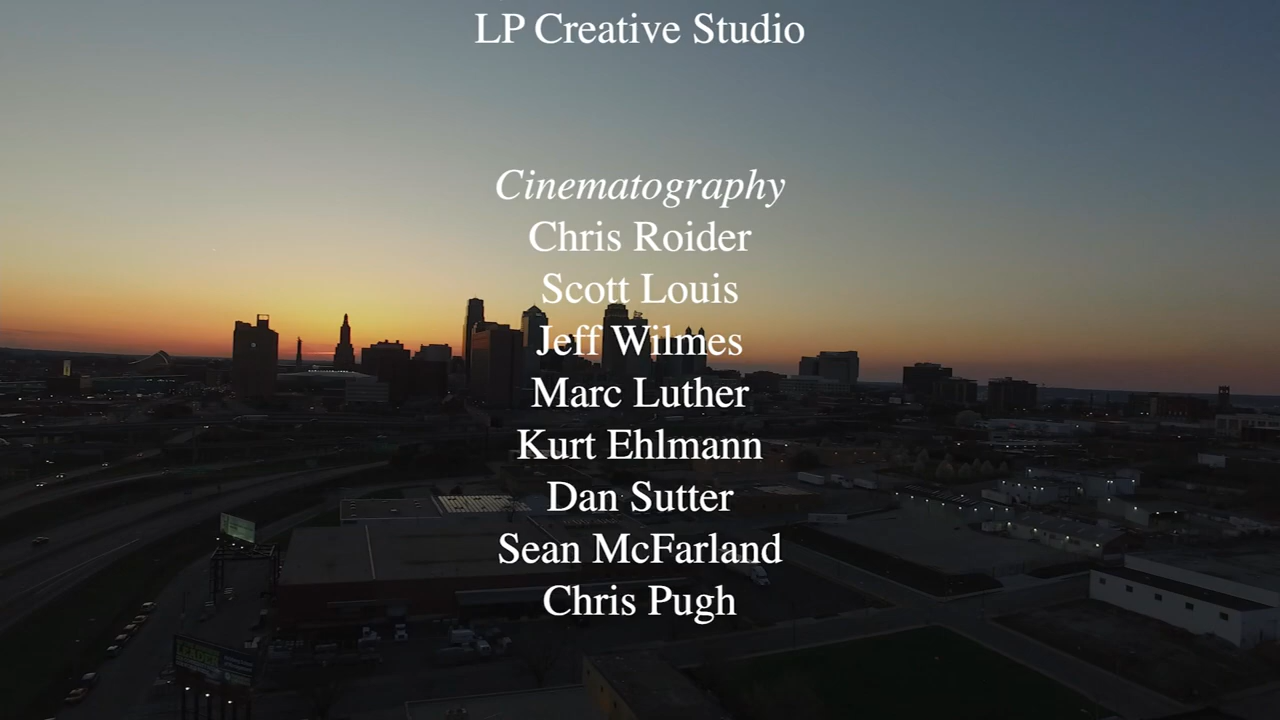 LP Creative Studio
Cinematography
Chris Roider
Scott Louis
Jeff Wilmes
Marc Luther
Kurt Ehlmann
Dan Sutter
Sean McFarland
Chris Pugh
LEADER